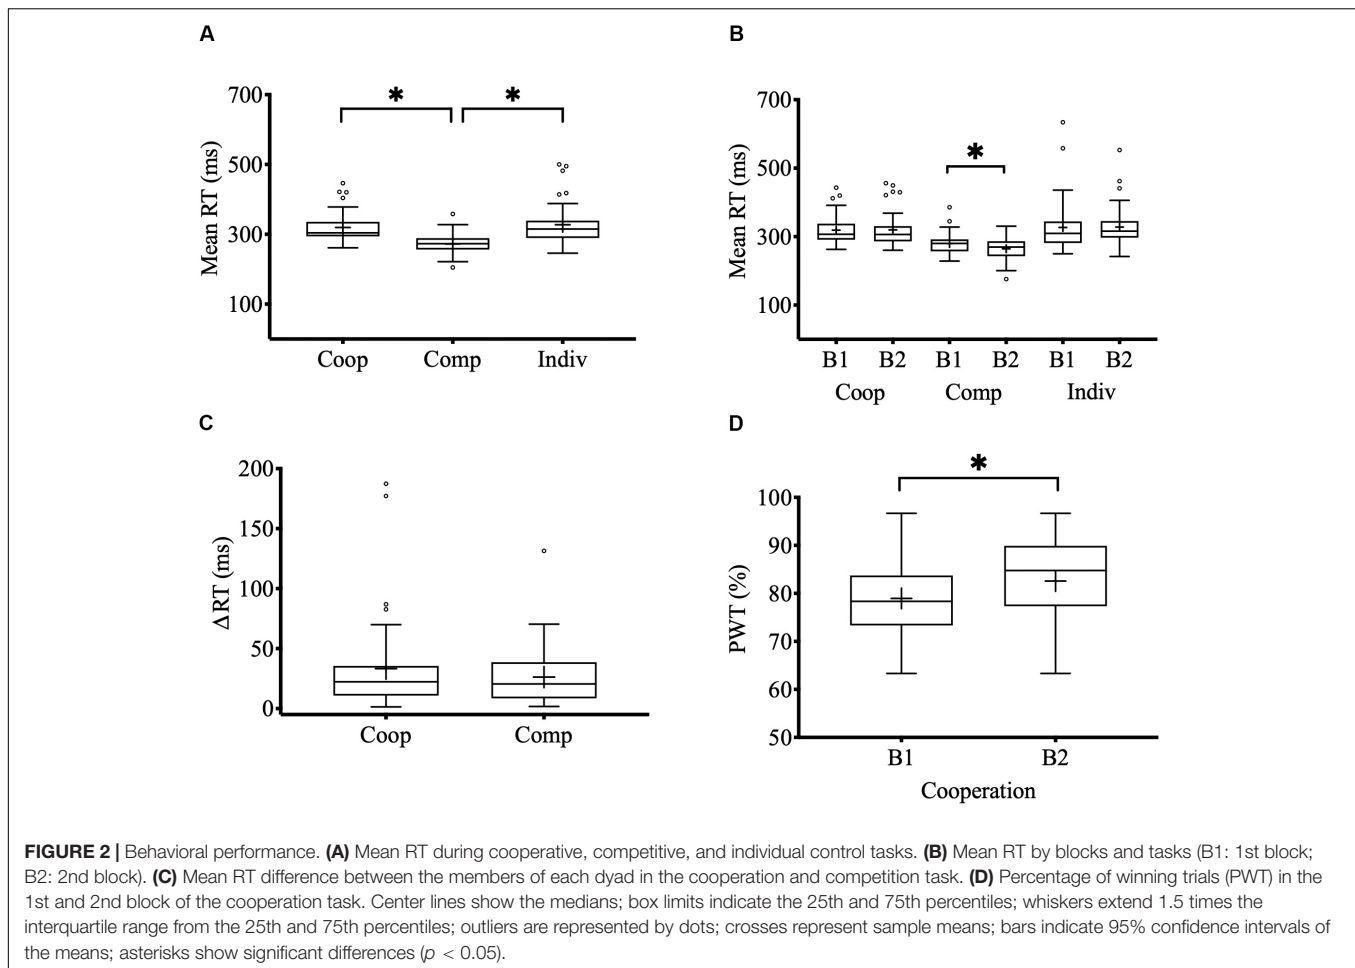 A
B
700
500
300
100
Mean RT (ms)
✱
✱
Coop
Comp
Indiv
700
500
300
100
Mean RT (ms)
✱
B1
B2
B1
B2
B1
B2
Coop
Comp
Indiv
C
D
200
150
100
50
0
ΔRT (ms)
Coop
Comp
100
90
80
70
60
50
PWT (%)
✱
B1
B2
Cooperation
FIGURE 2 | Behavioral performance. (A) Mean RT during cooperative, competitive, and individual control tasks. (B) Mean RT by blocks and tasks (B1: 1st block;
B2: 2nd block). (C) Mean RT difference between the members of each dyad in the cooperation and competition task. (D) Percentage of winning trials (PWT) in the
1st and 2nd block of the cooperation task. Center lines show the medians; box limits indicate the 25th and 75th percentiles; whiskers extend 1.5 times the
interquartile range from the 25th and 75th percentiles; outliers are represented by dots; crosses represent sample means; bars indicate 95% confidence intervals of
the means; asterisks show significant differences (p < 0.05).